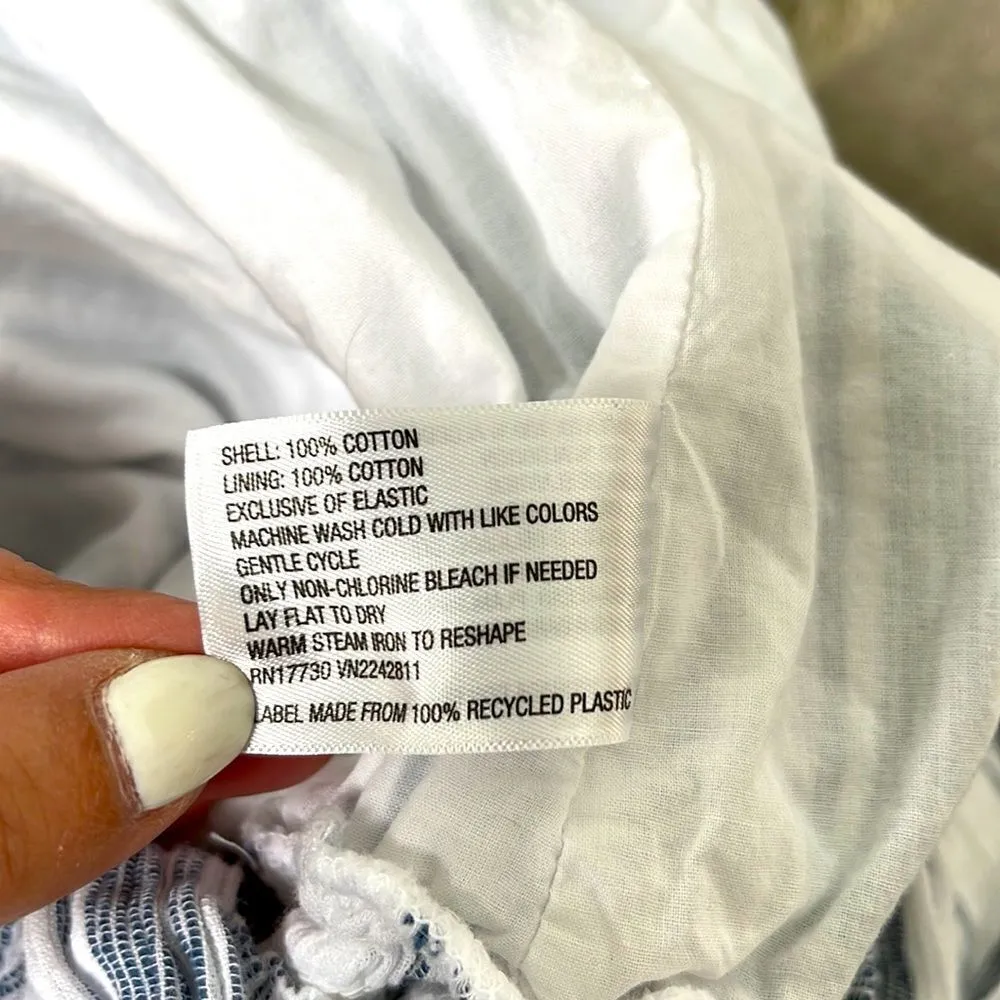 SHELL: 100% COTTON
LINING: 100% COTTON
EXCLUSIVE OF ELASTIC
MACHINE WASH COLD WITH LIKE COLORS
GENTLE CYCLE
ONLY NON-CHLORINE BLEACH IF NEEDED
LAY FLAT TO DRY
WARM STEAM IRON TO RESHAPE
RN17730 VN2242811
LABEL MADE FROM 100% RECYCLED PLASTIC